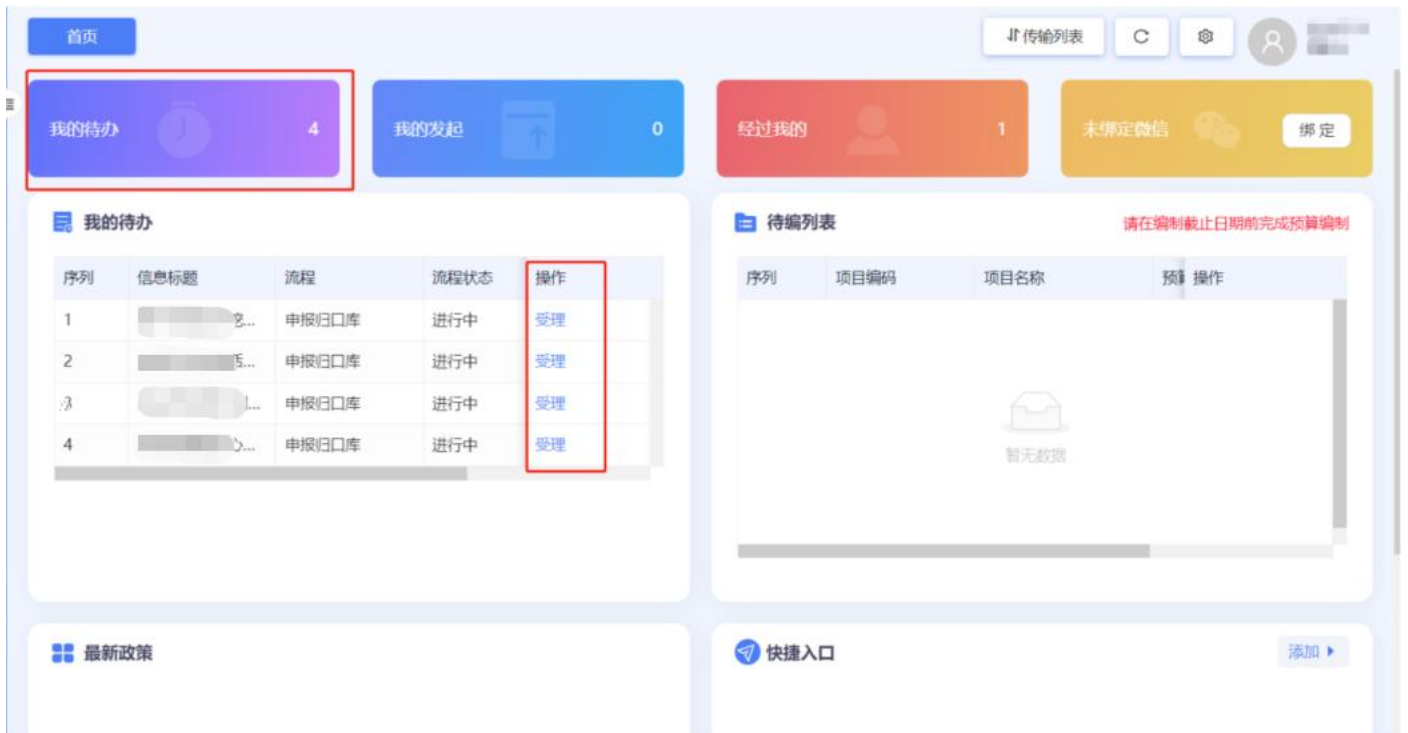 首页
传输列表
我的待办 4
我的发起 0
经过我的 1
未绑定微信 绑定
我的待办
序列 信息标题 流程 流程状态 操作
1 申报归口库 进行中 受理
2 申报归口库 进行中 受理
3 申报归口库 进行中 受理
4 心... 申报归口库 进行中 受理
待编列表 请在编制截止日期前完成预算编制
序列 项目编码 项目名称 操作
暂无数据
最新政策
快捷入口 添加